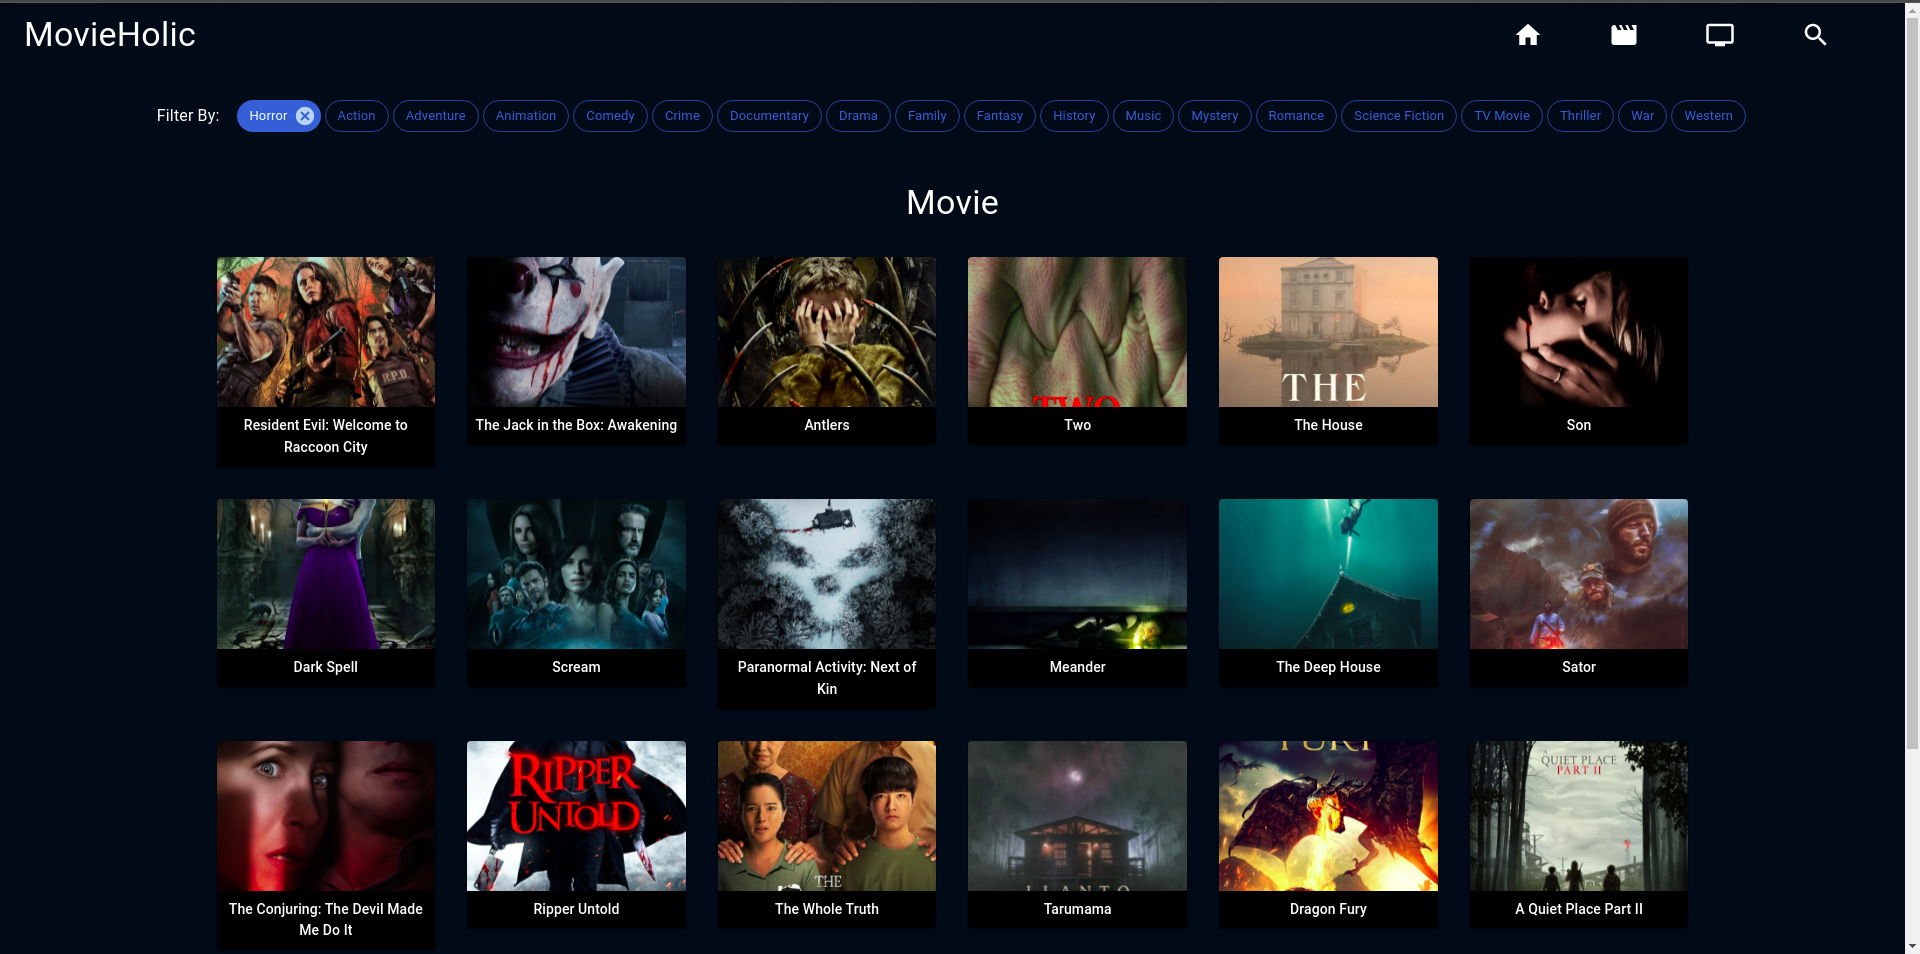 MovieHolic
Filter By: Horror Action Adventure Animation Comedy Crime Documentary Drama Family Fantasy History Music Mystery Romance Science Fiction TV Movie Thriller War Western
Movie
R.P.D.
TWO
THE
Resident Evil: Welcome to
Raccoon City
The Jack in the Box: Awakening
Antlers
Two
The House
Son
Dark Spell
Scream
Paranormal Activity: Next of
Kin
Meander
The Deep House
Sator
RIPPER
UNTOLD
THE
LLANTO
FURY
A
QUIET PLACE
PART II
The Conjuring: The Devil Made
Me Do It
Ripper Untold
The Whole Truth
Tarumama
Dragon Fury
A Quiet Place Part II